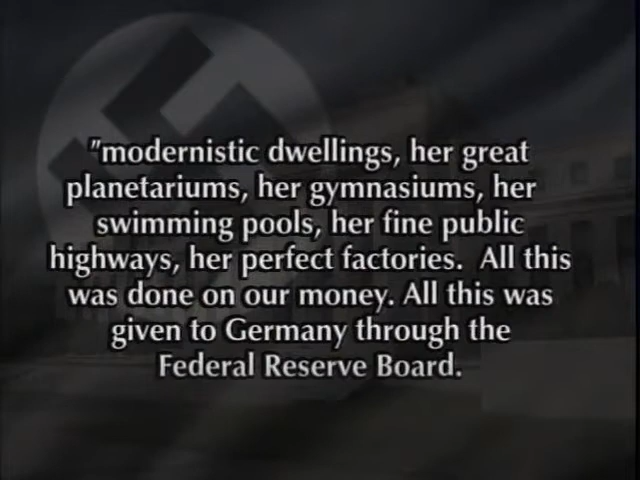 "modernistic dwellings, her great
planetariums, her gymnasiums, her
swimming pools, her fine public
highways, her perfect factories.  All this
was done on our money. All this was
given to Germany through the
Federal Reserve Board.